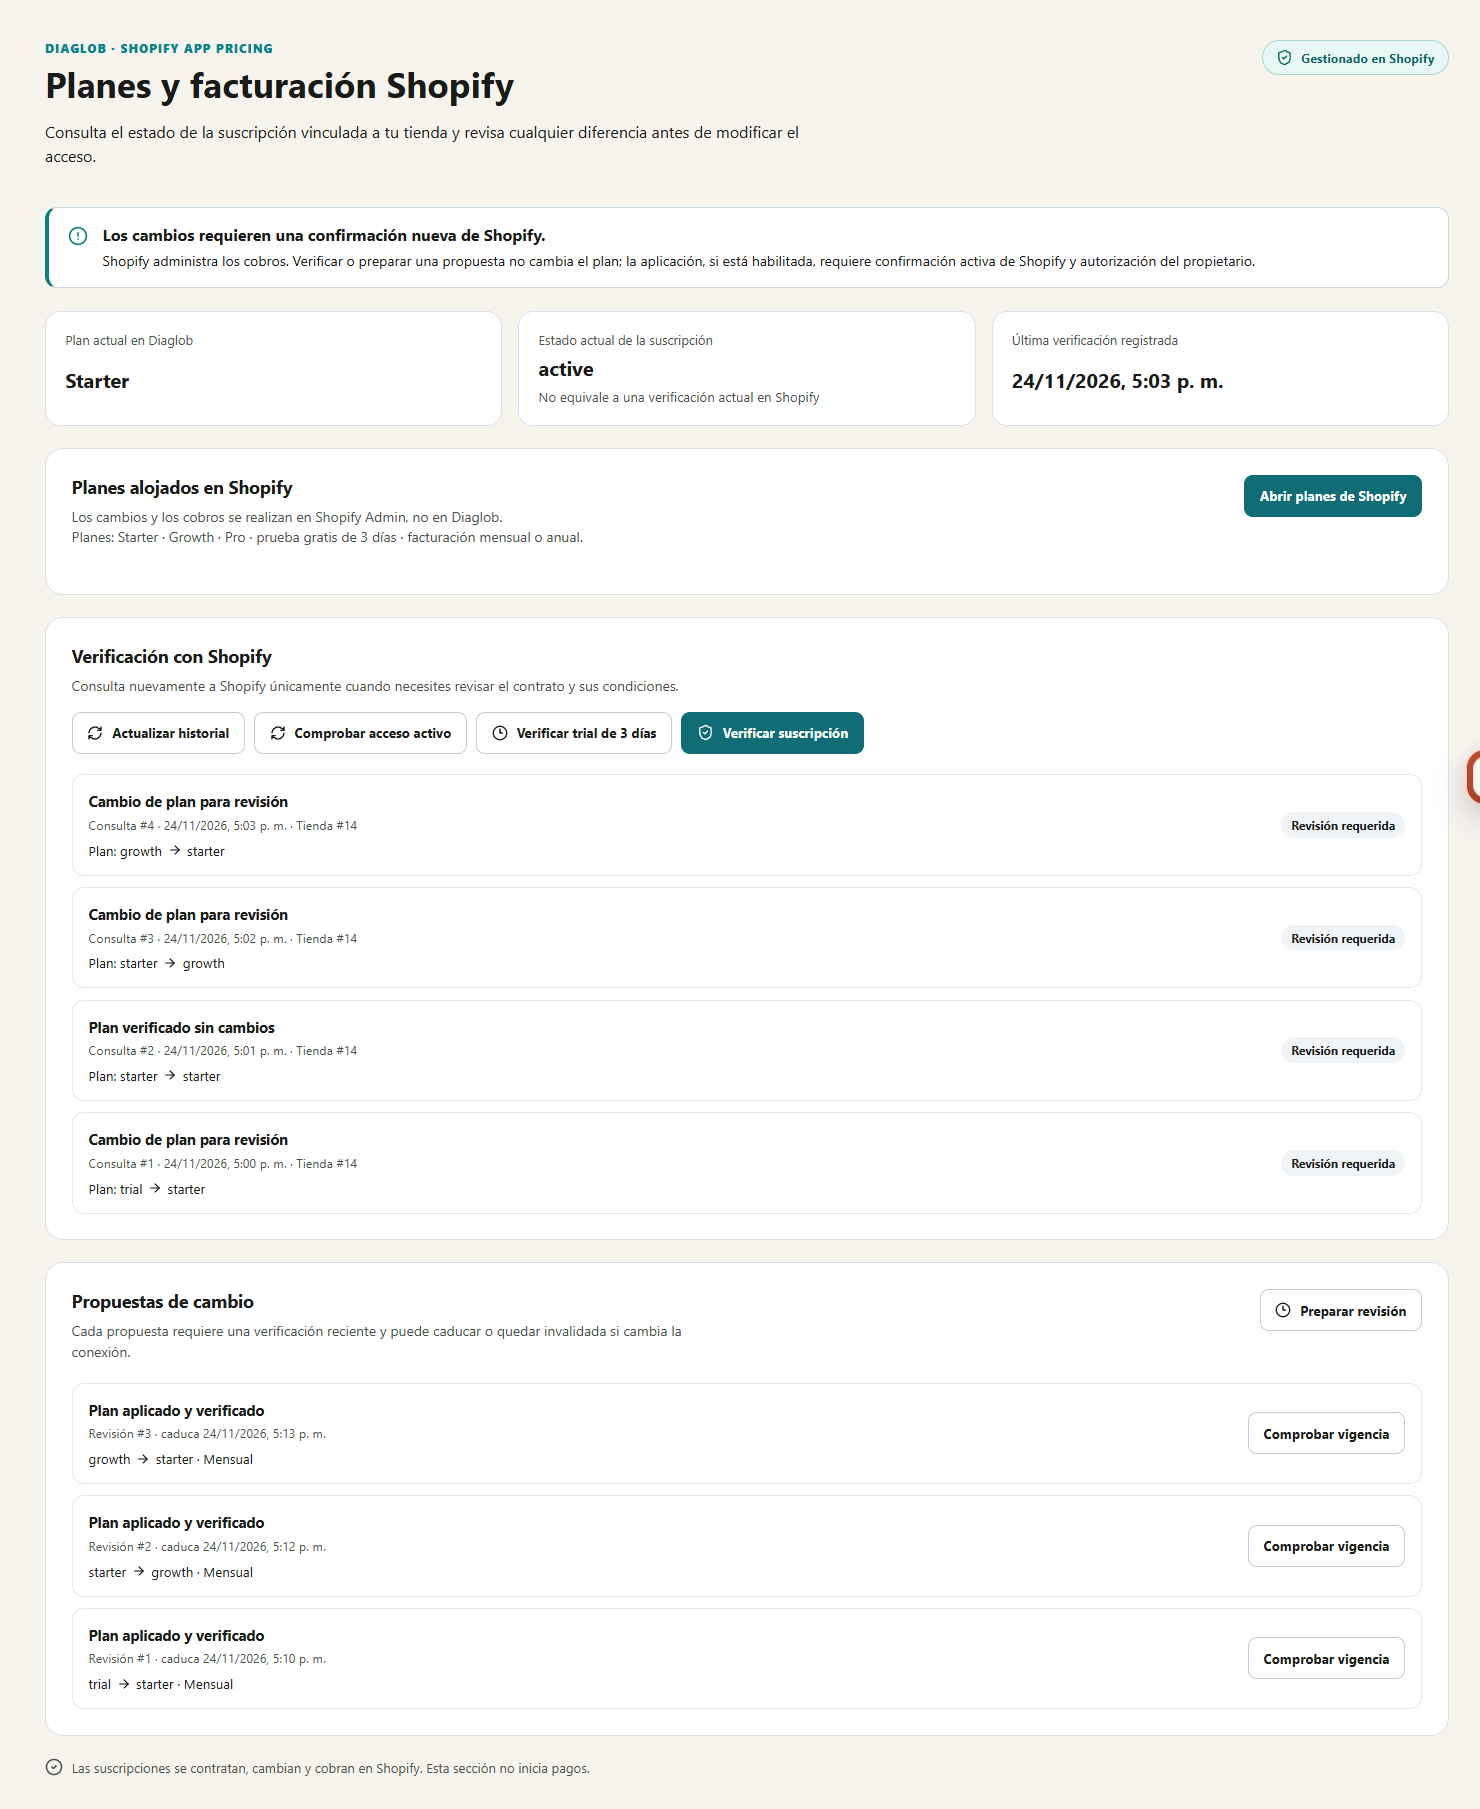 DIAGLOB · SHOPIFY APP PRICING
Planes y facturación Shopify
Gestionado en Shopify
Consulta el estado de la suscripción vinculada a tu tienda y revisa cualquier diferencia antes de modificar el
acceso.
Los cambios requieren una confirmación nueva de Shopify.
Shopify administra los cobros. Verificar o preparar una propuesta no cambia el plan; la aplicación, si está habilitada, requiere confirmación activa de Shopify y autorización del propietario.
Plan actual en Diaglob
Starter
Estado actual de la suscripción
active
No equivale a una verificación actual en Shopify
Última verificación registrada
24/11/2026, 5:03 p. m.
Planes alojados en Shopify
Los cambios y los cobros se realizan en Shopify Admin, no en Diaglob.
Planes: Starter · Growth · Pro · prueba gratis de 3 días · facturación mensual o anual.
Abrir planes de Shopify
Verificación con Shopify
Consulta nuevamente a Shopify únicamente cuando necesites revisar el contrato y sus condiciones.
Actualizar historial
Comprobar acceso activo
Verificar trial de 3 días
Verificar suscripción
Cambio de plan para revisión
Consulta #4 · 24/11/2026, 5:03 p. m. · Tienda #14
Plan: growth → starter
Revisión requerida
Cambio de plan para revisión
Consulta #3 · 24/11/2026, 5:02 p. m. · Tienda #14
Plan: starter → growth
Revisión requerida
Plan verificado sin cambios
Consulta #2 · 24/11/2026, 5:01 p. m. · Tienda #14
Plan: starter → starter
Revisión requerida
Cambio de plan para revisión
Consulta #1 · 24/11/2026, 5:00 p. m. · Tienda #14
Plan: trial → starter
Revisión requerida
Propuestas de cambio
Cada propuesta requiere una verificación reciente y puede caducar o quedar invalidada si cambia la
conexión.
Preparar revisión
Plan aplicado y verificado
Revisión #3 · caduca 24/11/2026, 5:13 p. m.
growth → starter · Mensual
Comprobar vigencia
Plan aplicado y verificado
Revisión #2 · caduca 24/11/2026, 5:12 p. m.
starter → growth · Mensual
Comprobar vigencia
Plan aplicado y verificado
Revisión #1 · caduca 24/11/2026, 5:10 p. m.
trial → starter · Mensual
Comprobar vigencia
Las suscripciones se contratan, cambian y cobran en Shopify. Esta sección no inicia pagos.